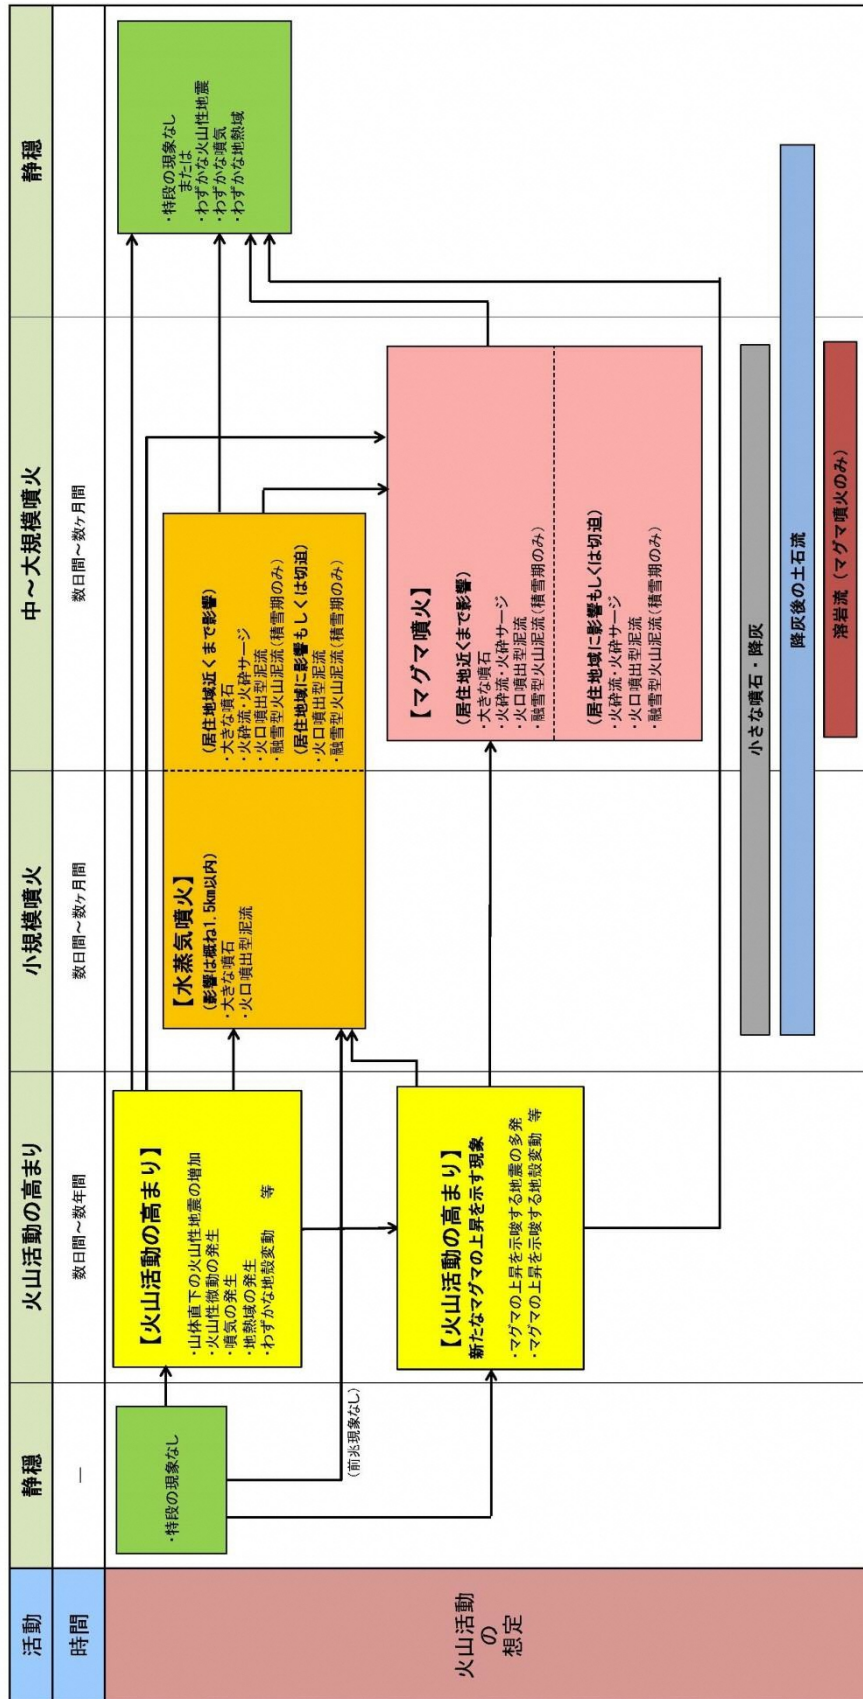 活動
静穏
火山活動の高まり
小規模噴火
中～大規模噴火
静穏
時間
―
数日間～数年間
数日間～数ヶ月間
数日間～数ヶ月間
火山活動
の
想定
・特段の現象なし
(前兆現象なし)
【火山活動の高まり】
・山体直下の火山性地震の増加
・火山性微動の発生
・噴気の発生
・地熱域の発生
・わずかな地殻変動　等
【火山活動の高まり】
新たなマグマの上昇を示す現象
・マグマの上昇を示唆する地震の多発
・マグマの上昇を示唆する地殻変動 等
【水蒸気噴火】
(影響は概ね1.5km以内)
・大きな噴石
・火口噴出型泥流
(居住地域近くまで影響)
・大きな噴石
・火砕流・火砕サージ
・火口噴出型泥流
・融雪型火山泥流(積雪期のみ)
(居住地域に影響もしくは切迫)
・火口噴出型泥流
・融雪型火山泥流(積雪期のみ)
【マグマ噴火】
(居住地近くまで影響)
・大きな噴石
・火砕流・火砕サージ
・火口噴出型泥流
・融雪型火山泥流(積雪期のみ)
(居住地域に影響もしくは切迫)
・火砕流・火砕サージ
・火口噴出型泥流
・融雪型火山泥流(積雪期のみ)
・特段の現象なし
または
・わずかな火山性地震
・わずかな噴気
・わずかな地熱域
小さな噴石・降灰
降灰後の土石流
溶岩流（マグマ噴火のみ）